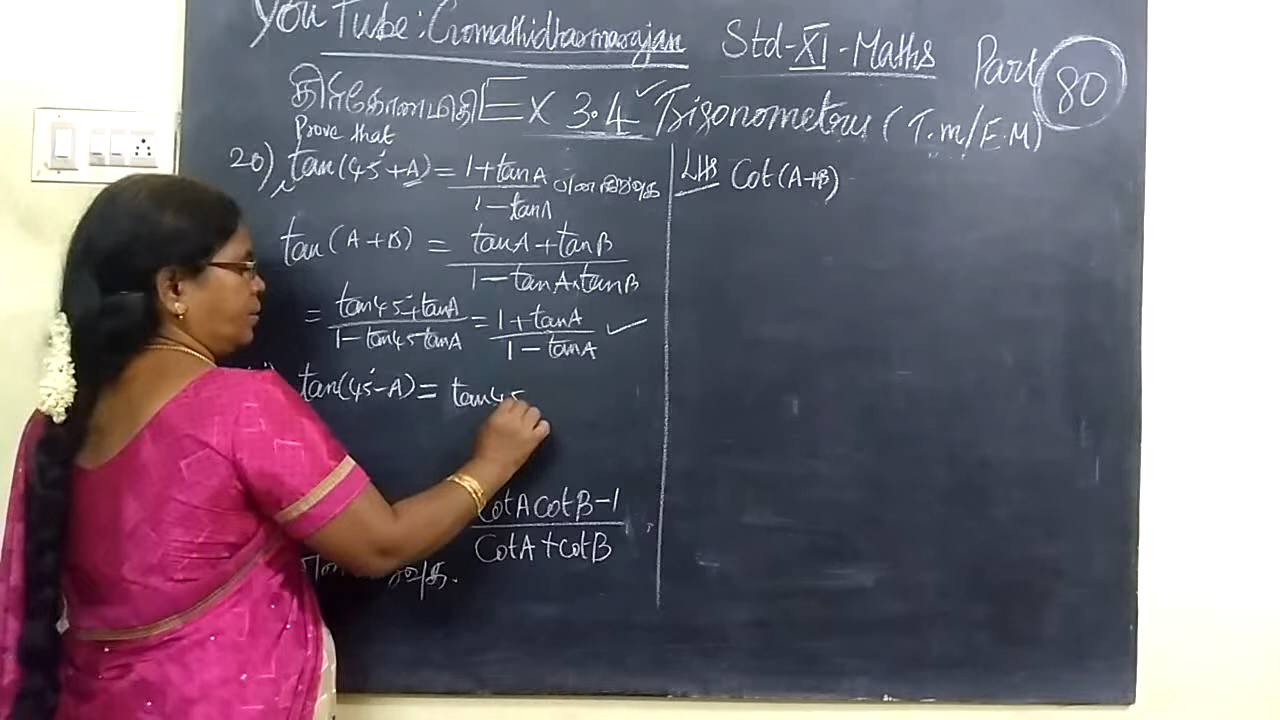 YouTube: Gomathidharmarajan Std-XI-Maths Part 80
திரிகோணமிதி Ex 3.4 Trigonometry (T.M/E.M)
Prove that
20) i, tan(45°+A) = 1+tanA / 1-tanA என நிறுவுக
tan(A+B) = tanA+tanB / 1-tanA.tanB
= tan45°+tanA / 1-tan45 tanA = 1+tanA / 1-tanA ✓
tan(45°-A) = tan45
CotA CotB-1 / CotA+CotB
LHS Cot(A+B)